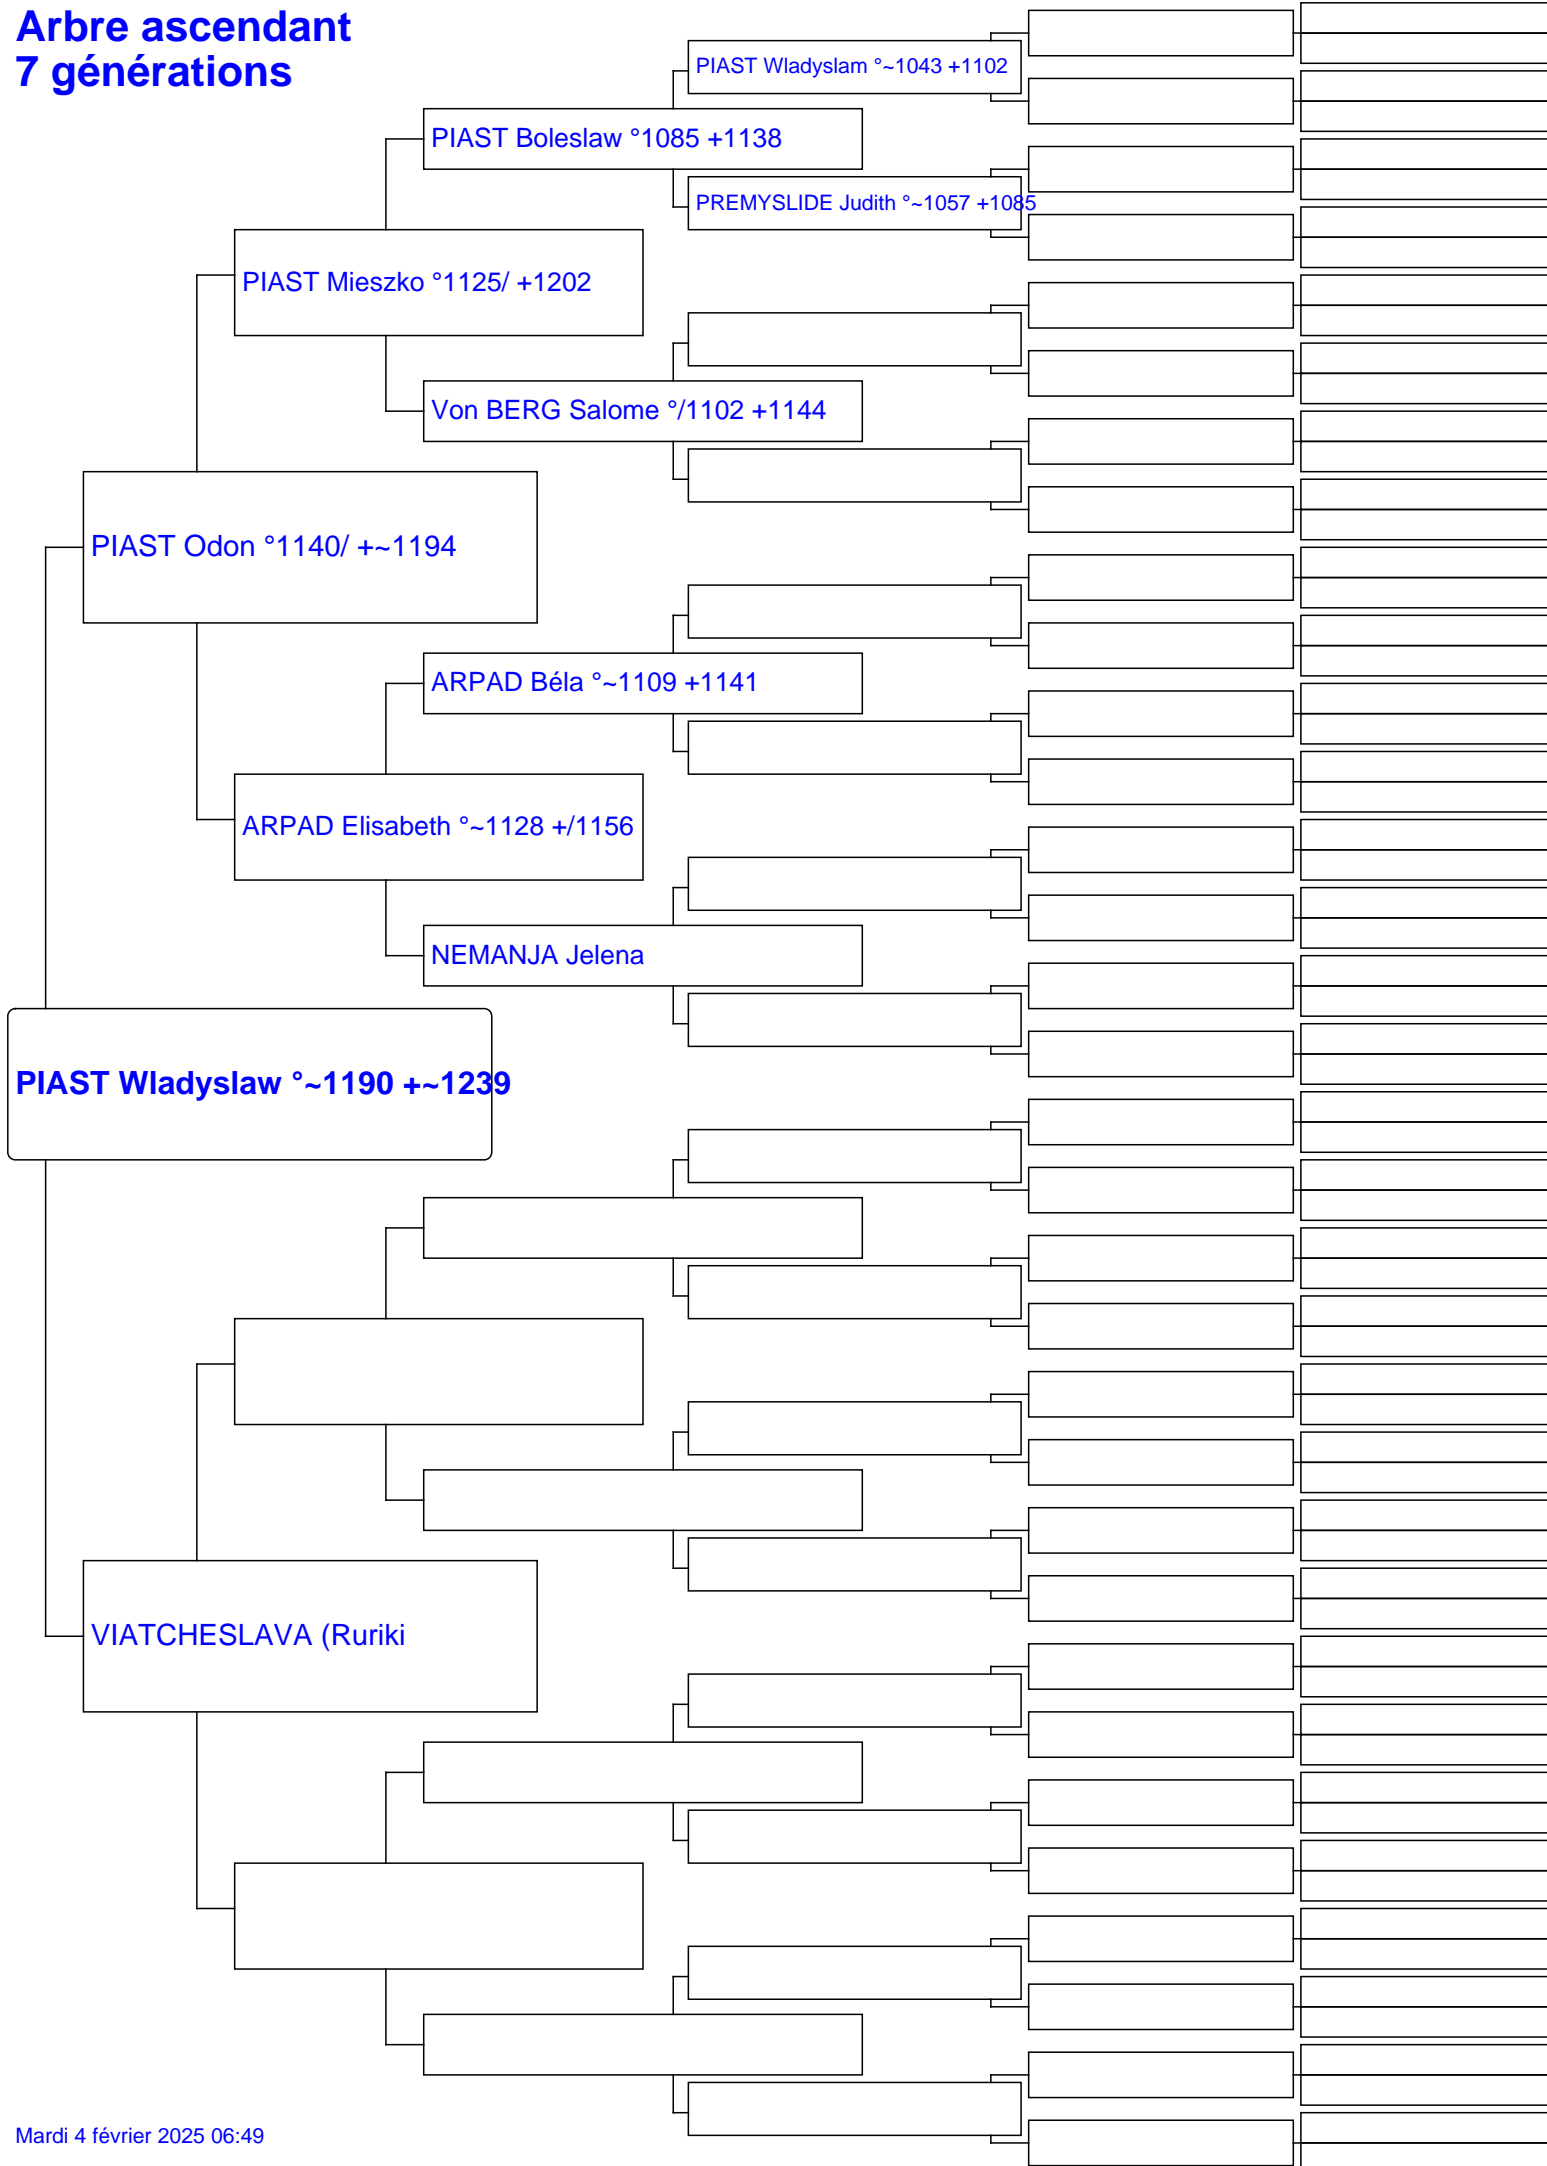 Arbre ascendant
7 générations
PIAST Wladyslam °~1043 +1102
PIAST Boleslaw °1085 +1138
PREMYSLIDE Judith °~1057 +1085
PIAST Mieszko °1125/ +1202
Von BERG Salome °/1102 +1144
PIAST Odon °1140/ +~1194
ARPAD Béla °~1109 +1141
ARPAD Elisabeth °~1128 +/1156
NEMANJA Jelena
PIAST Wladyslaw °~1190 +~1239
VIATCHESLAVA (Ruriki
Mardi 4 février 2025 06:49